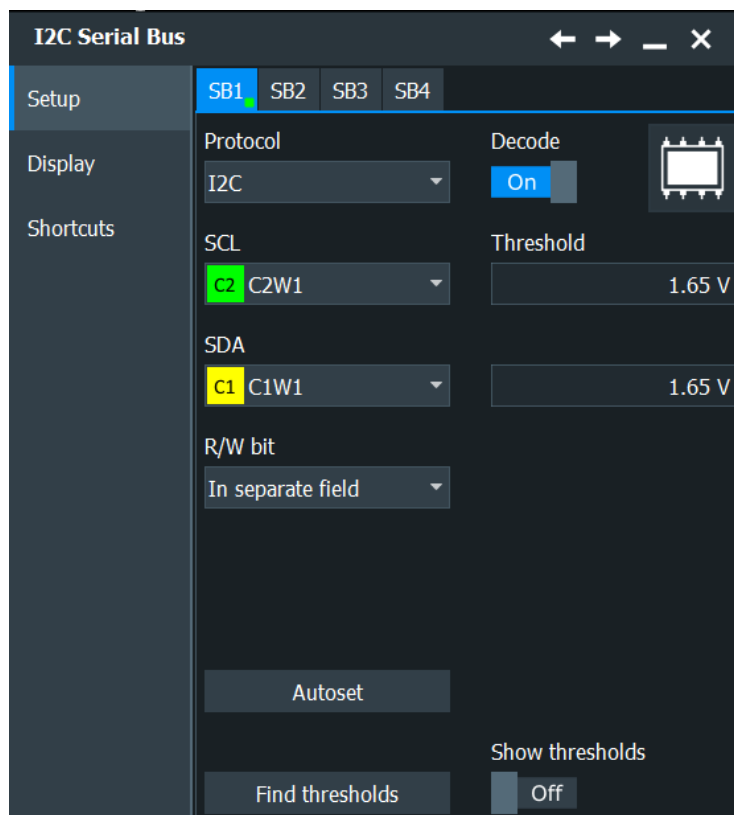 I2C Serial Bus
Setup
Display
Shortcuts
SB1 SB2 SB3 SB4
Protocol Decode
I2C On
SCL Threshold
C2 C2W1 1.65 V
SDA
C1 C1W1 1.65 V
R/W bit
In separate field
Autoset
Show thresholds
Find thresholds Off